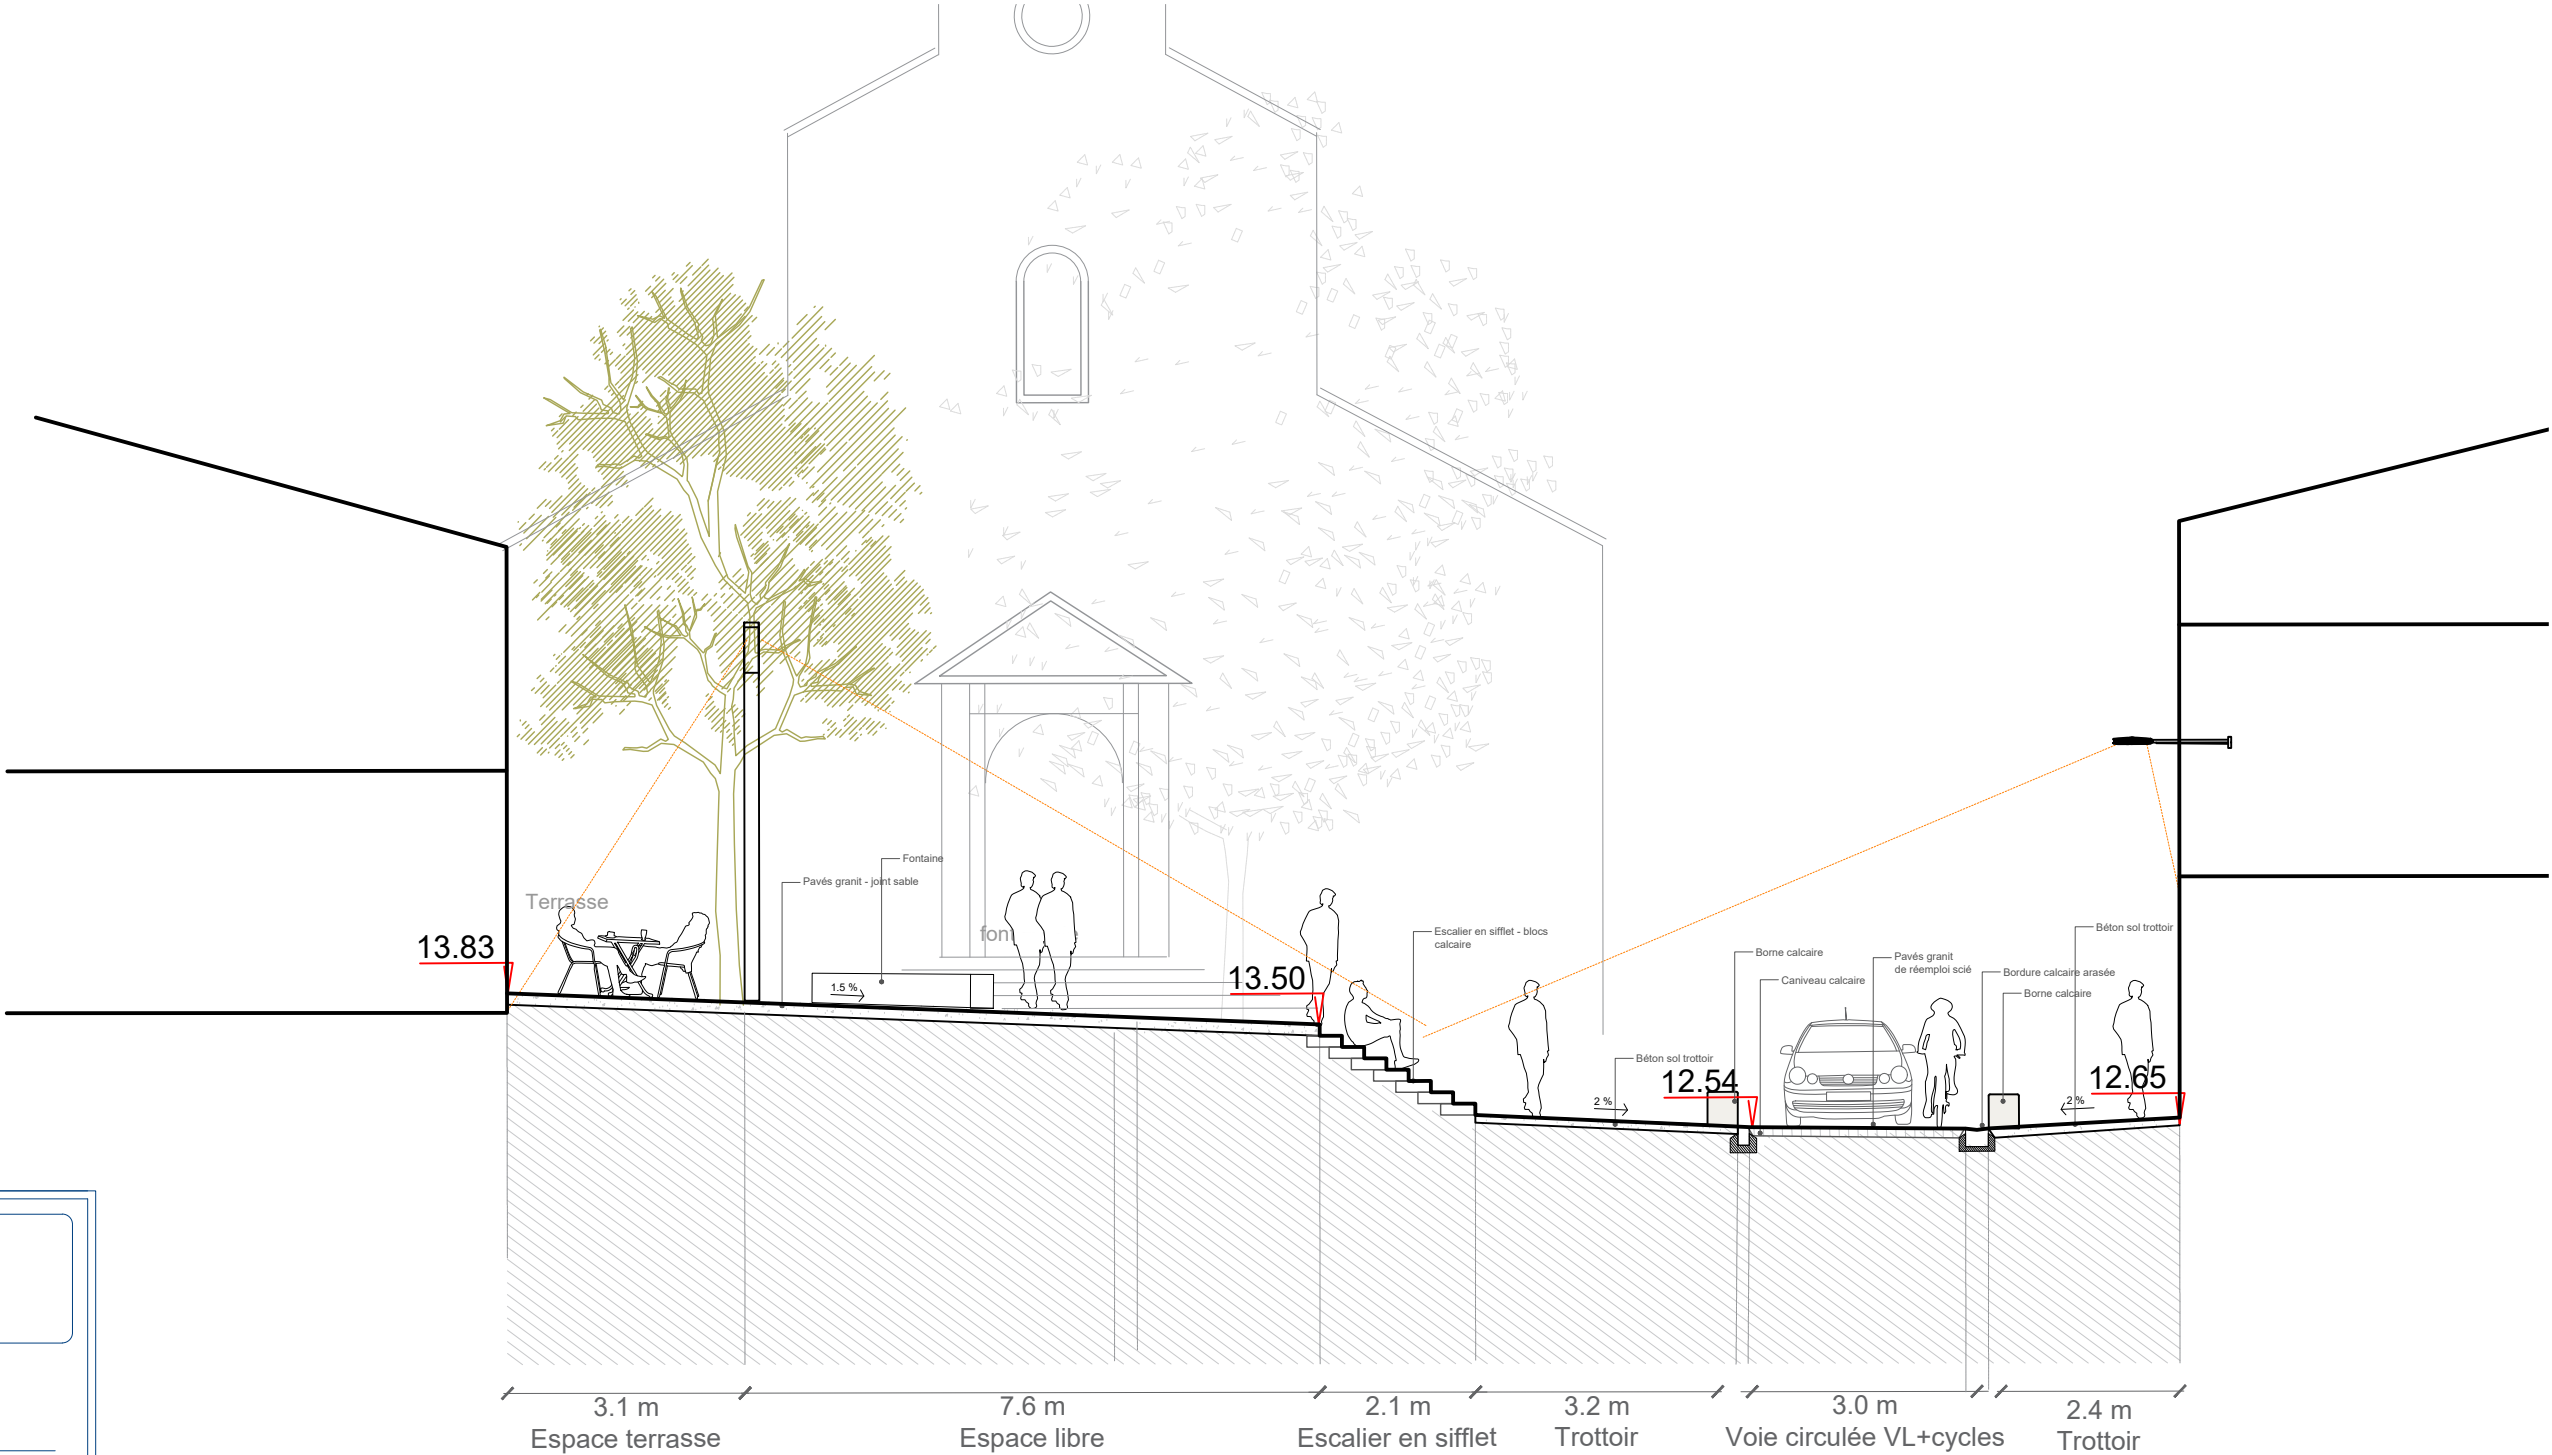 Fontaine
Pavés granit - joint sable
Terrasse
13.83
1.5 %
font
13.50
Escalier en sifflet - blocs
calcaire
Béton sol trottoir
2 %
12.54
Borne calcaire
Caniveau calcaire
Pavés granit
de réemploi scié
Bordure calcaire arasée
Borne calcaire
Béton sol trottoir
12.65
2%
3.1 m
Espace terrasse
7.6 m
Espace libre
2.1 m
Escalier en sifflet
3.2 m
Trottoir
3.0 m
Voie circulée VL+cycles
2.4 m
Trottoir